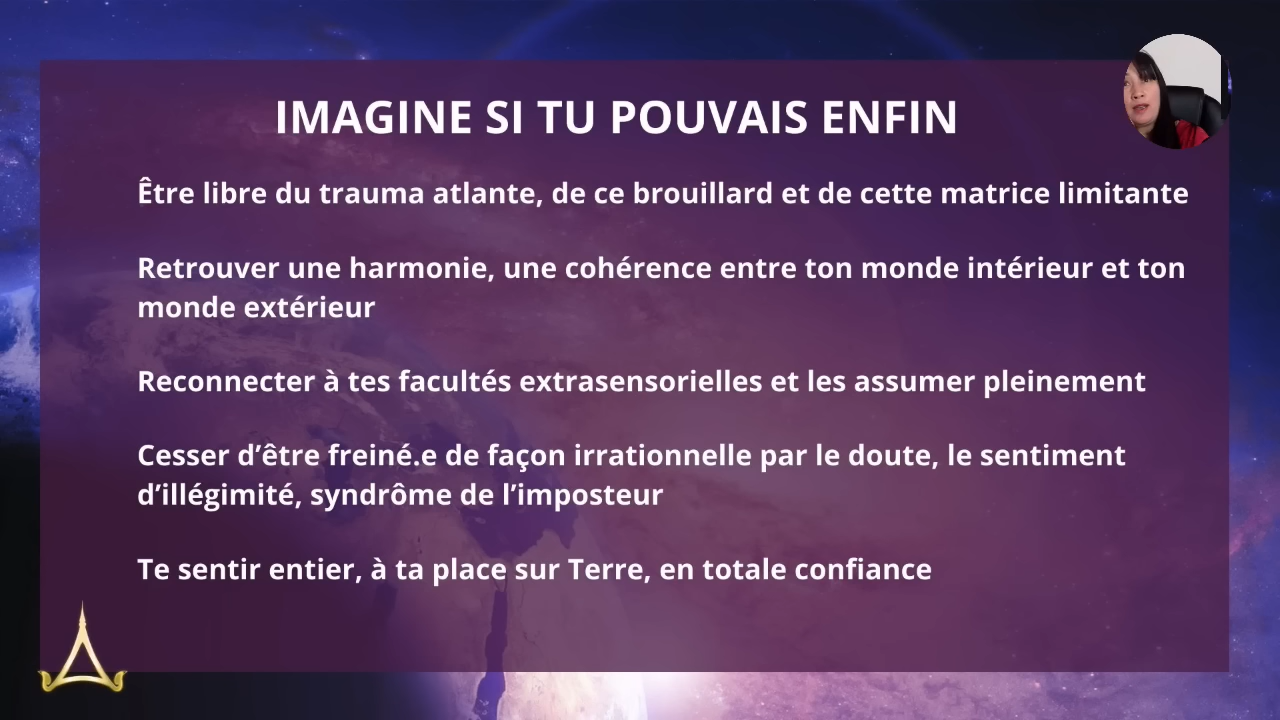 IMAGINE SI TU POUVAIS ENFIN
Être libre du trauma atlante, de ce brouillard et de cette matrice limitante
Retrouver une harmonie, une cohérence entre ton monde intérieur et ton
monde extérieur
Reconnecter à tes facultés extrasensorielles et les assumer pleinement
Cesser d’être freiné.e de façon irrationnelle par le doute, le sentiment
d’illégimité, syndrôme de l’imposteur
Te sentir entier, à ta place sur Terre, en totale confiance